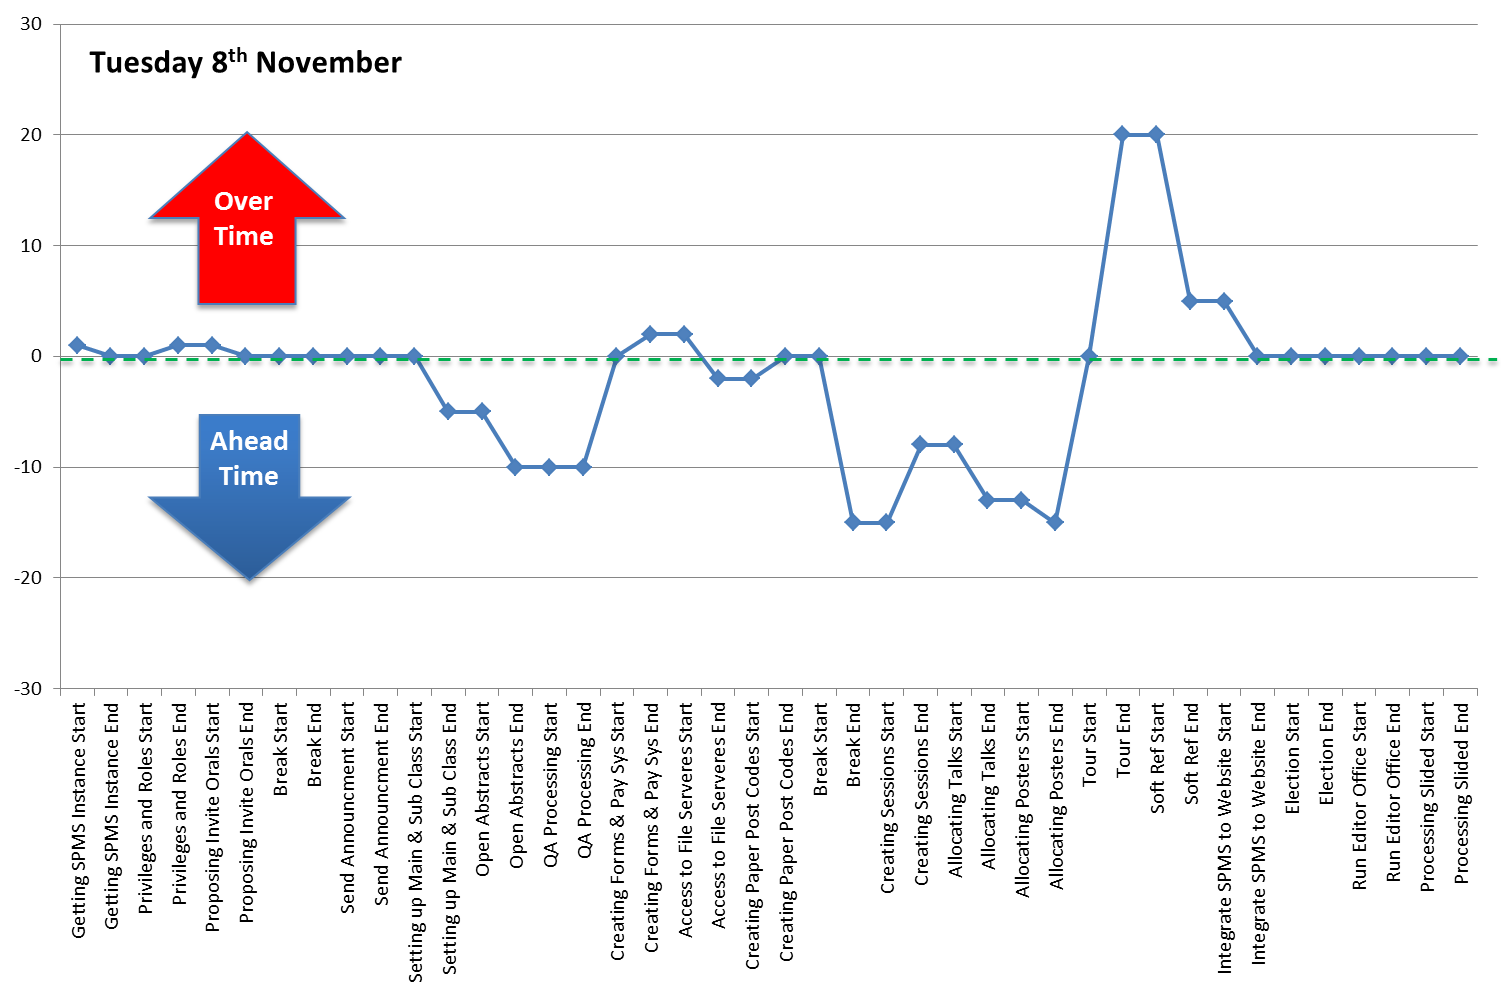 30
20
10
0
-10
-20
-30
Tuesday 8th November
Over
Time
Ahead
Time
Getting SPMS Instance Start
Getting SPMS Instance End
Privileges and Roles Start
Privileges and Roles End
Proposing Invite Orals Start
Proposing Invite Orals End
Break Start
Break End
Send Announcment Start
Send Announcment End
Setting up Main & Sub Class Start
Setting up Main & Sub Class End
Open Abstracts Start
Open Abstracts End
QA Processing Start
QA Processing End
Creating Forms & Pay Sys Start
Creating Forms & Pay Sys End
Access to File Serveres Start
Access to File Serveres End
Creating Paper Post Codes Start
Creating Paper Post Codes End
Break Start
Break End
Creating Sessions Start
Creating Sessions End
Allocating Talks Start
Allocating Talks End
Allocating Posters Start
Allocating Posters End
Tour Start
Tour End
Soft Ref Start
Soft Ref End
Integrate SPMS to Website Start
Integrate SPMS to Website End
Election Start
Election End
Run Editor Office Start
Run Editor Office End
Processing Slided Start
Processing Slided End